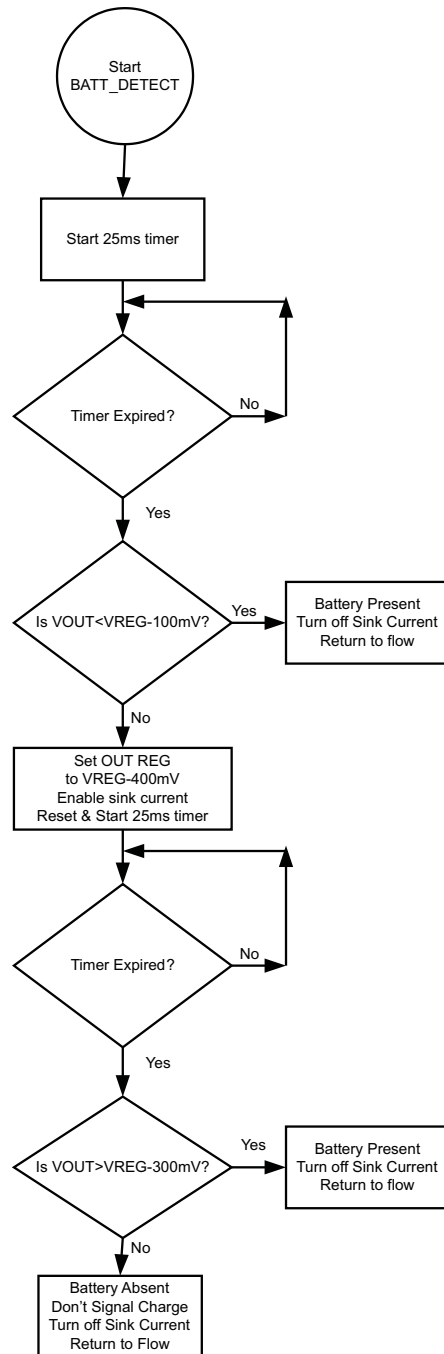 Start
BATT_DETECT
Start 25ms timer
Timer Expired?
No
Yes
Is VOUT<VREG-100mV?
Yes
Battery Present
Turn off Sink Current
Return to flow
No
Set OUT REG
to VREG-400mV
Enable sink current
Reset & Start 25ms timer
Timer Expired?
No
Yes
Is VOUT>VREG-300mV?
Yes
Battery Present
Turn off Sink Current
Return to flow
No
Battery Absent
Don’t Signal Charge
Turn off Sink Current
Return to Flow